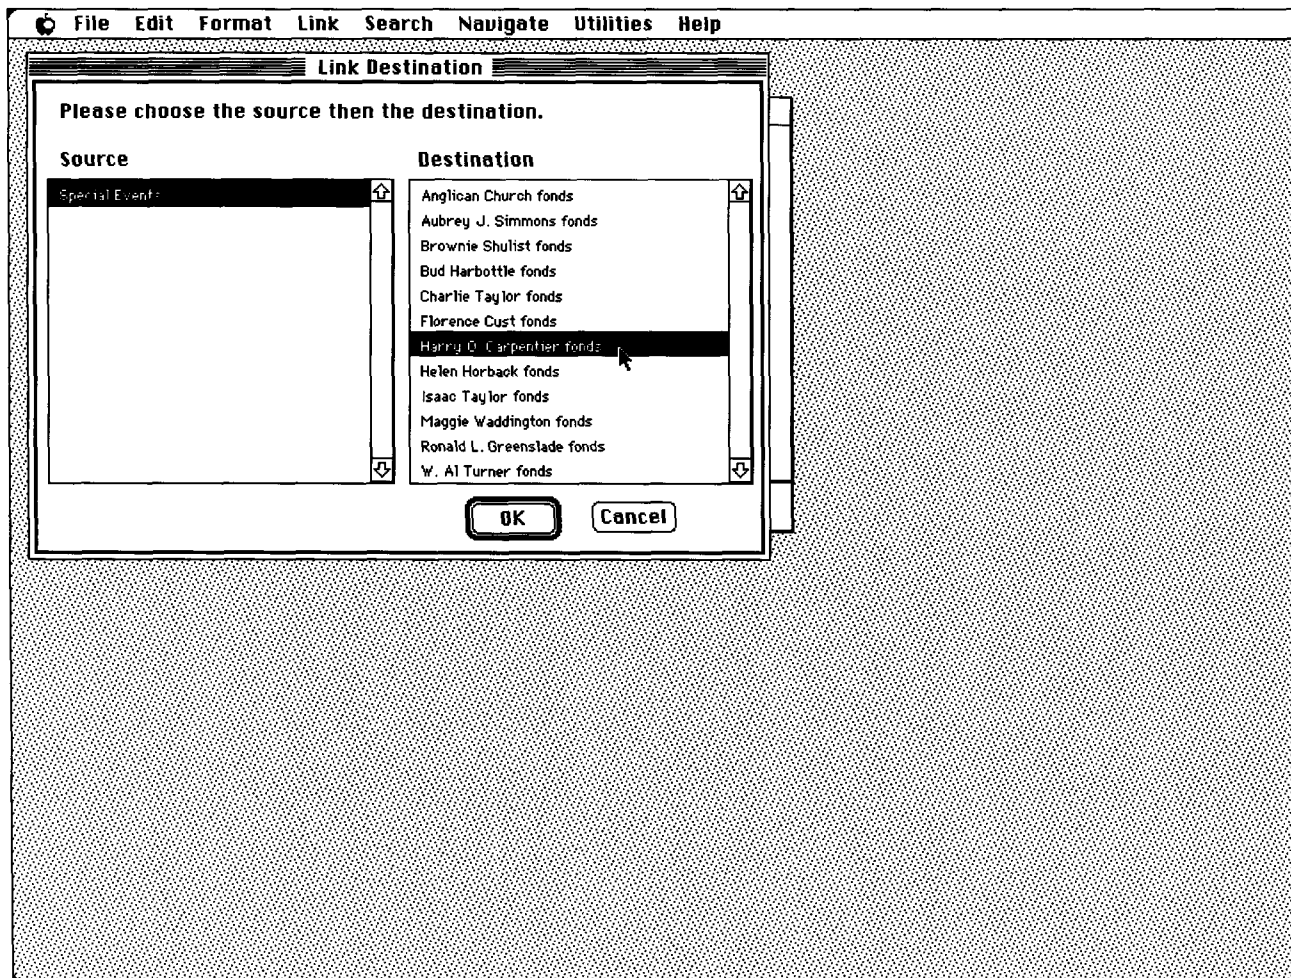 File Edit Format Link Search Navigate Utilities Help
Link Destination
Please choose the source then the destination.
Source
Special Events
Destination
Anglican Church fonds
Aubrey J. Simmons fonds
Brownie Shulist fonds
Bud Harbottle fonds
Charlie Taylor fonds
Florence Cust fonds
Harry O. Carpentier fonds
Helen Horback fonds
Isaac Taylor fonds
Maggie Waddington fonds
Ronald L. Greenslade fonds
W. Al Turner fonds
OK Cancel